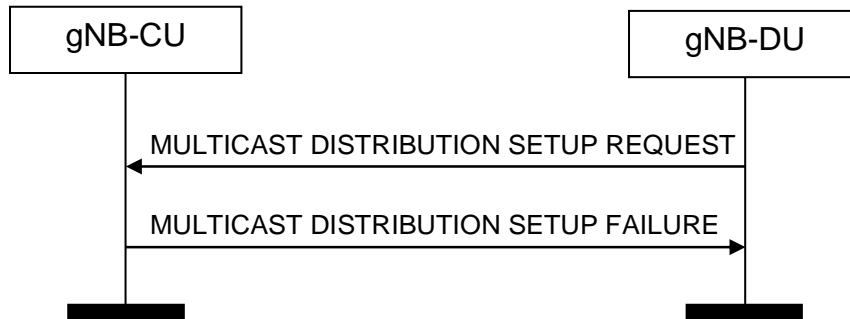 gNB-CU
gNB-DU
MULTICAST DISTRIBUTION SETUP REQUEST
MULTICAST DISTRIBUTION SETUP FAILURE